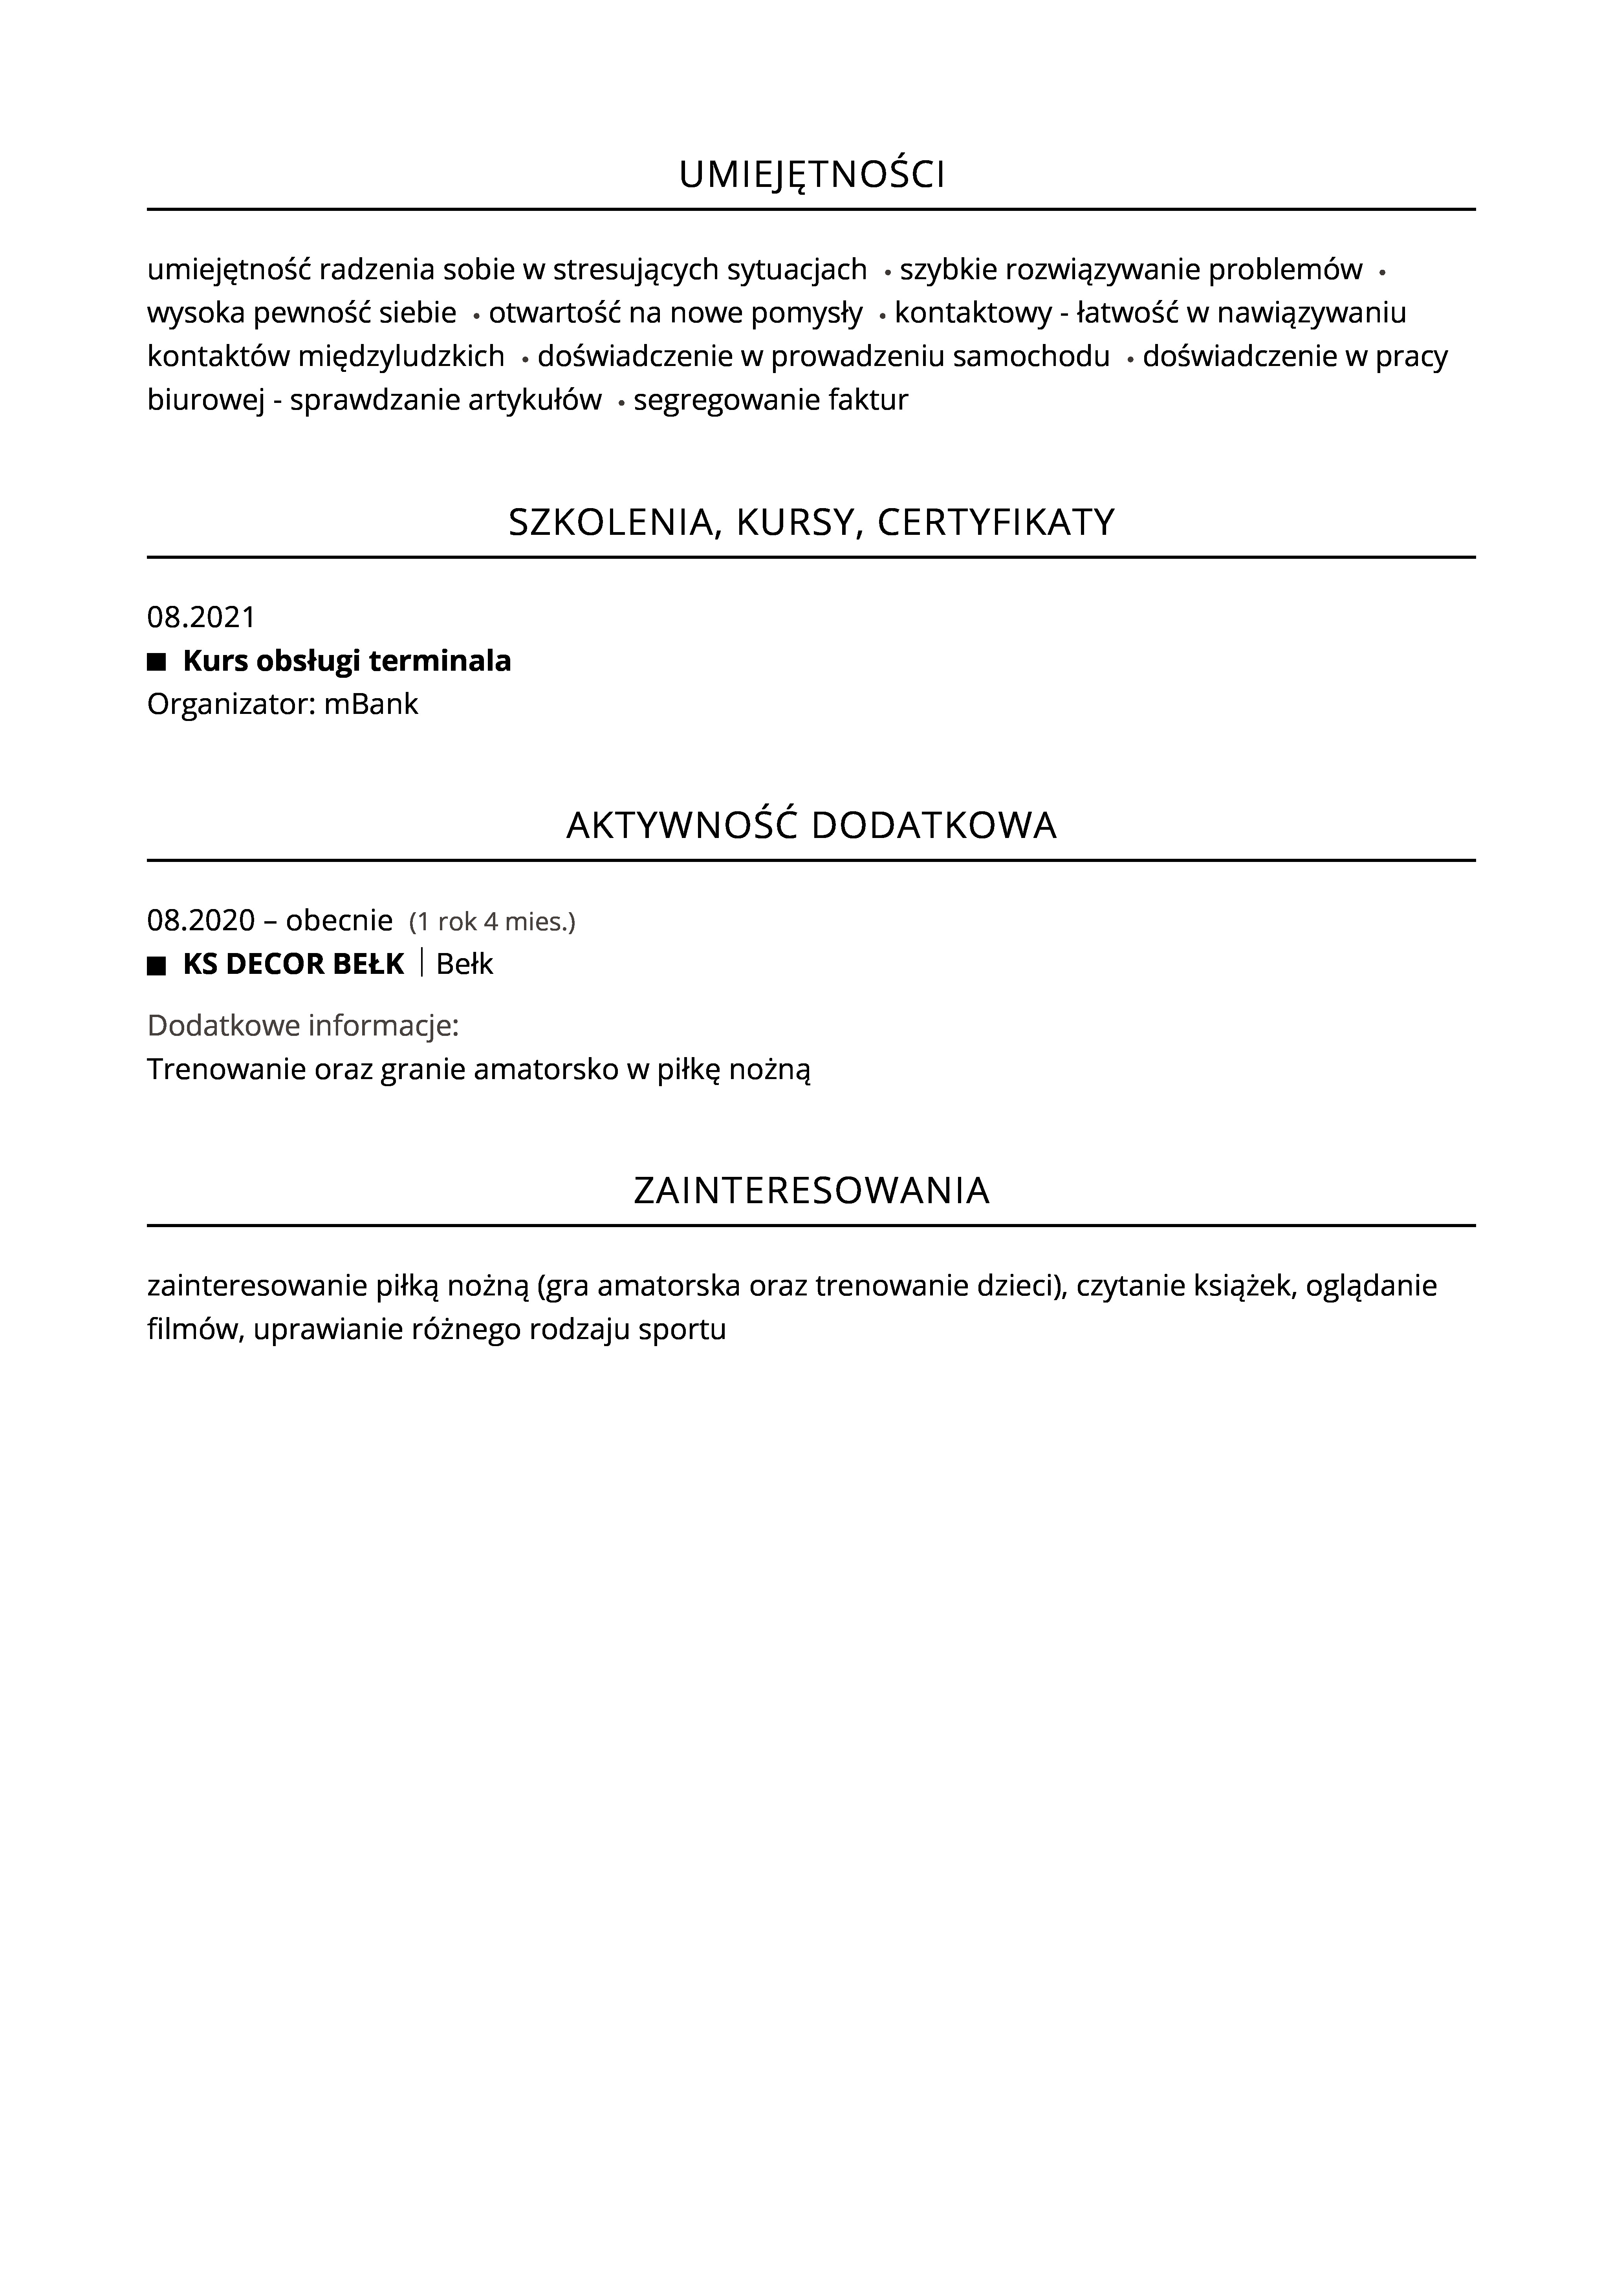 UMIEJĘTNOŚCI
umiejętność radzenia sobie w stresujących sytuacjach • szybkie rozwiązywanie problemów •
wysoka pewność siebie • otwartość na nowe pomysły • kontaktowy - łatwość w nawiązywaniu
kontaktów międzyludzkich • doświadczenie w prowadzeniu samochodu • doświadczenie w pracy
biurowej - sprawdzanie artykułów • segregowanie faktur
SZKOLENIA, KURSY, CERTYFIKATY
08.2021
■ Kurs obsługi terminala
Organizator: mBank
AKTYWNOŚĆ DODATKOWA
08.2020 – obecnie (1 rok 4 mies.)
■ KS DECOR BEŁK | Bełk
Dodatkowe informacje:
Trenowanie oraz granie amatorsko w piłkę nożną
ZAINTERESOWANIA
zainteresowanie piłką nożną (gra amatorska oraz trenowanie dzieci), czytanie książek, oglądanie
filmów, uprawianie różnego rodzaju sportu